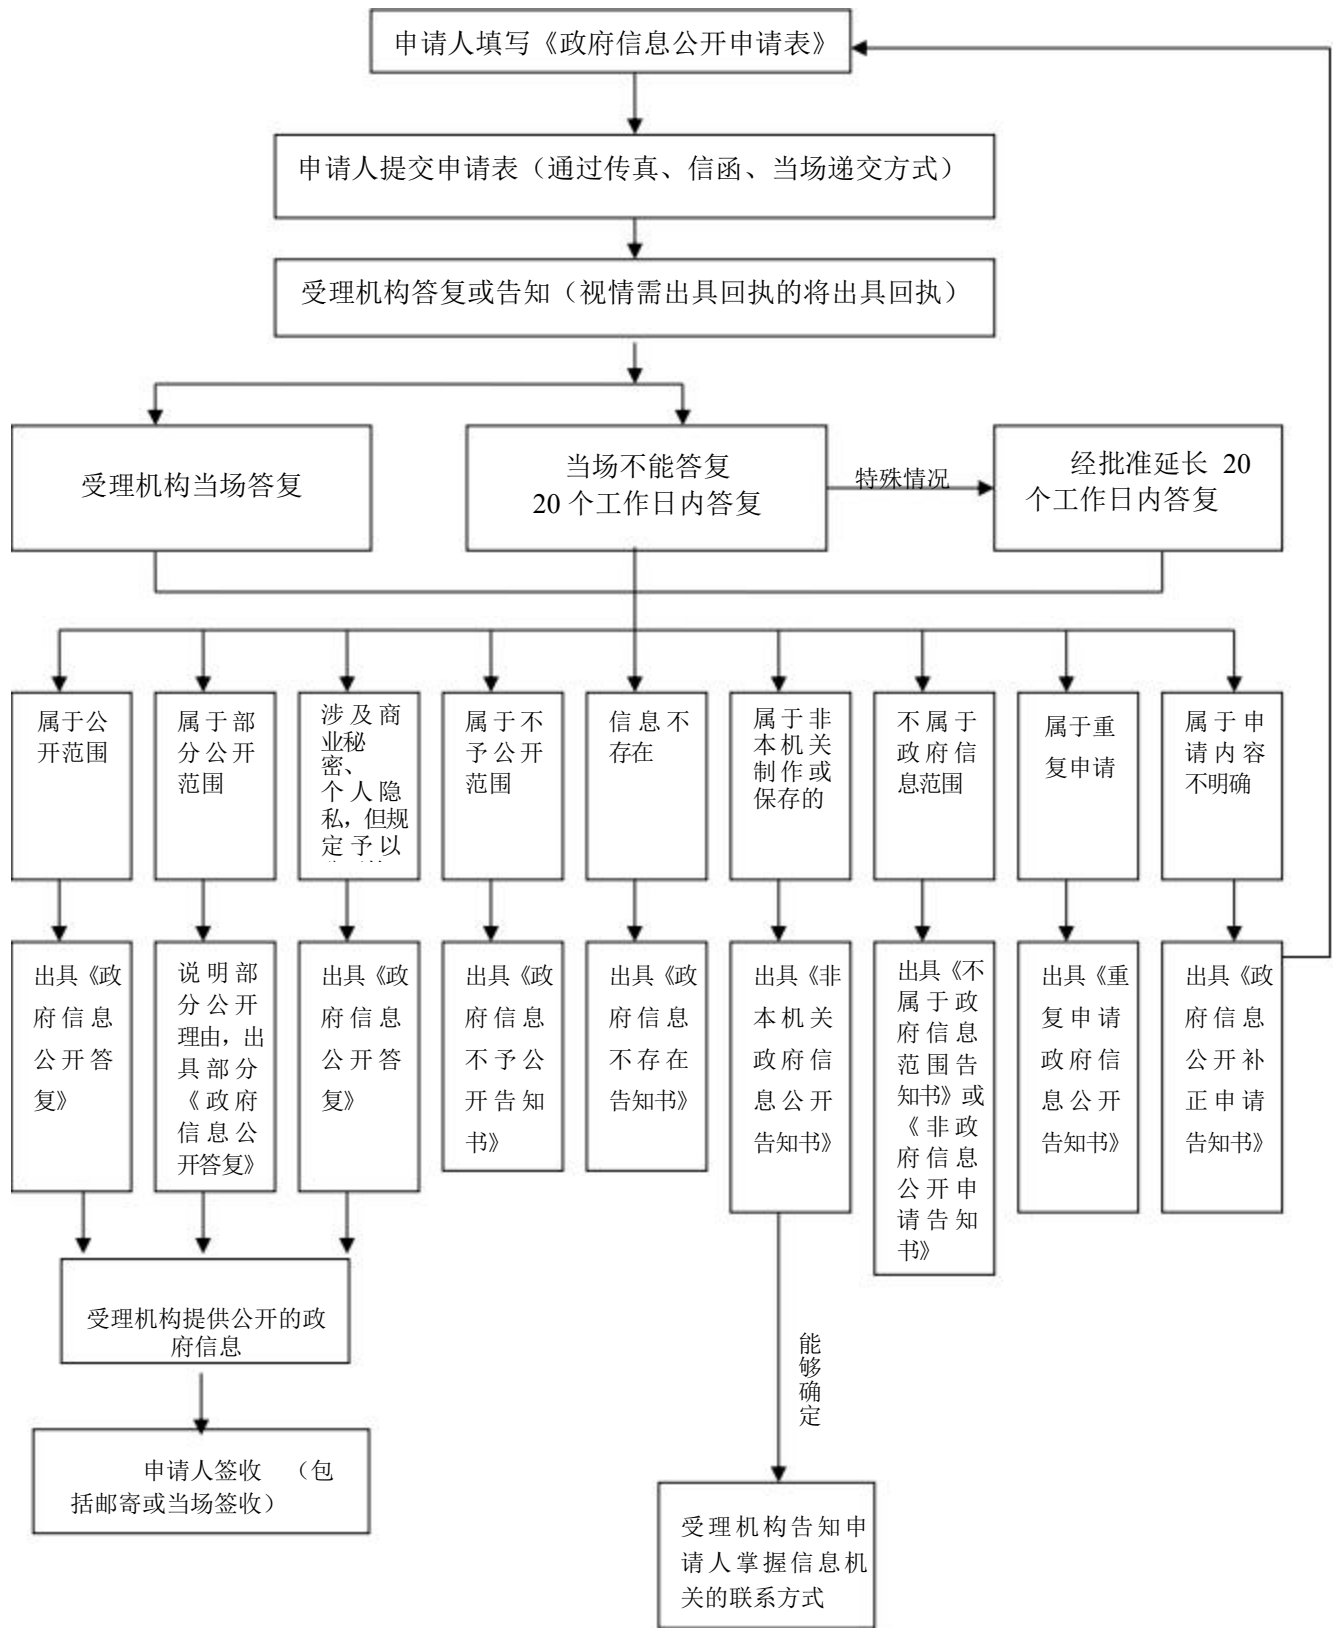 申请人填写《政府信息公开申请表》
申请人提交申请表（通过传真、信函、当场递交方式）
受理机构答复或告知（视情需出具回执的将出具回执）
受理机构当场答复
当场不能答复
20 个工作日内答复
特殊情况
经批准延长 20
个工作日内答复
属于公
开范围
属于部
分公开
范围
涉及商
业秘
密、
个人隐
私，但规
定予以
属于不
予公开
范围
信息不
存在
属于非
本机关
制作或
保存的
不属于
政府信
息范围
属于重
复申请
属于申
请内容
不明确
出具《政
府信息
公开答
复》
说明部
分公开
理由，出
具部分
《政府
信息公
开答复》
出具《政
府信息
公开答
复》
出具《政
府信息
不予公
开告知
书》
出具《政
府信息
不存在
告知书》
出具《非
本机关
政府信
息公开
告知书》
出具《不
属于政
府信息
范围告
知书》或
《非政
府信息
公开申
请告知
书》
出具《重
复申请
政府信
息公开
告知书》
出具《政
府信息
公开补
正申请
告知书》
受理机构提供公开的政
府信息
能够确定
申请人签收 （包
括邮寄或当场签收）
受理机构告知申
请人掌握信息机
关的联系方式